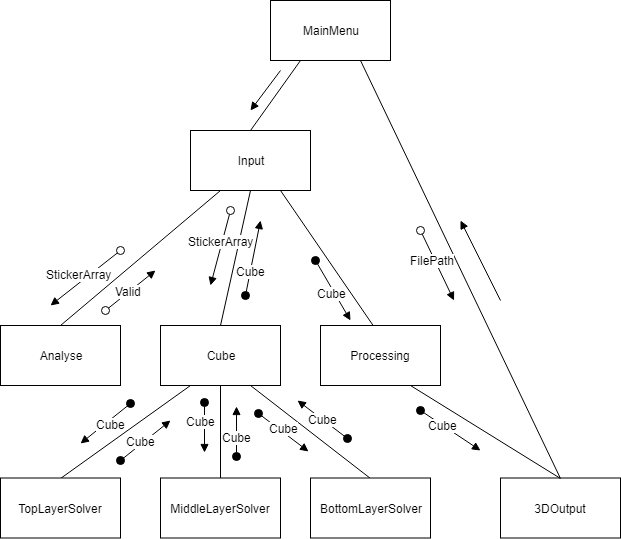 MainMenu
Input
StickerArray
Cube
FilePath
StickerArray
Valid
Cube
Analyse
Cube
Processing
Cube
Cube
Cube
Cube
Cube
Cube
Cube
TopLayerSolver
MiddleLayerSolver
BottomLayerSolver
3DOutput